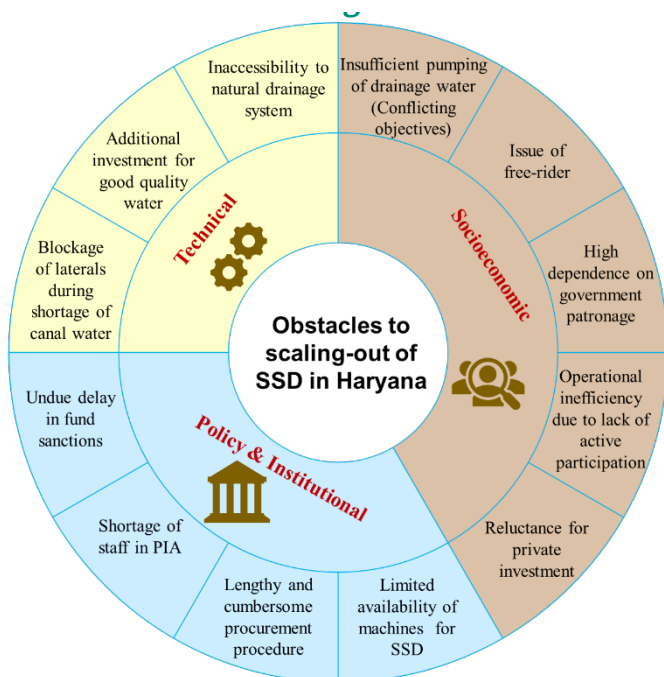 Obstacles to
scaling-out of
SSD in Haryana
Technical
Inaccessibility to
natural drainage
system
Additional
investment for
good quality
water
Blockage
of laterals
during
shortage of
canal water
Socioeconomic
Insufficient pumping
of drainage water
(Conflicting
objectives)
Issue of
free-rider
High
dependence on
government
patronage
Operational
inefficiency
due to lack of
active
participation
Reluctance for
private
investment
Policy & Institutional
Limited
availability of
machines for
SSD
Lengthy and
cumbersome
procurement
procedure
Shortage of
staff in PIA
Undue delay
in fund
sanctions